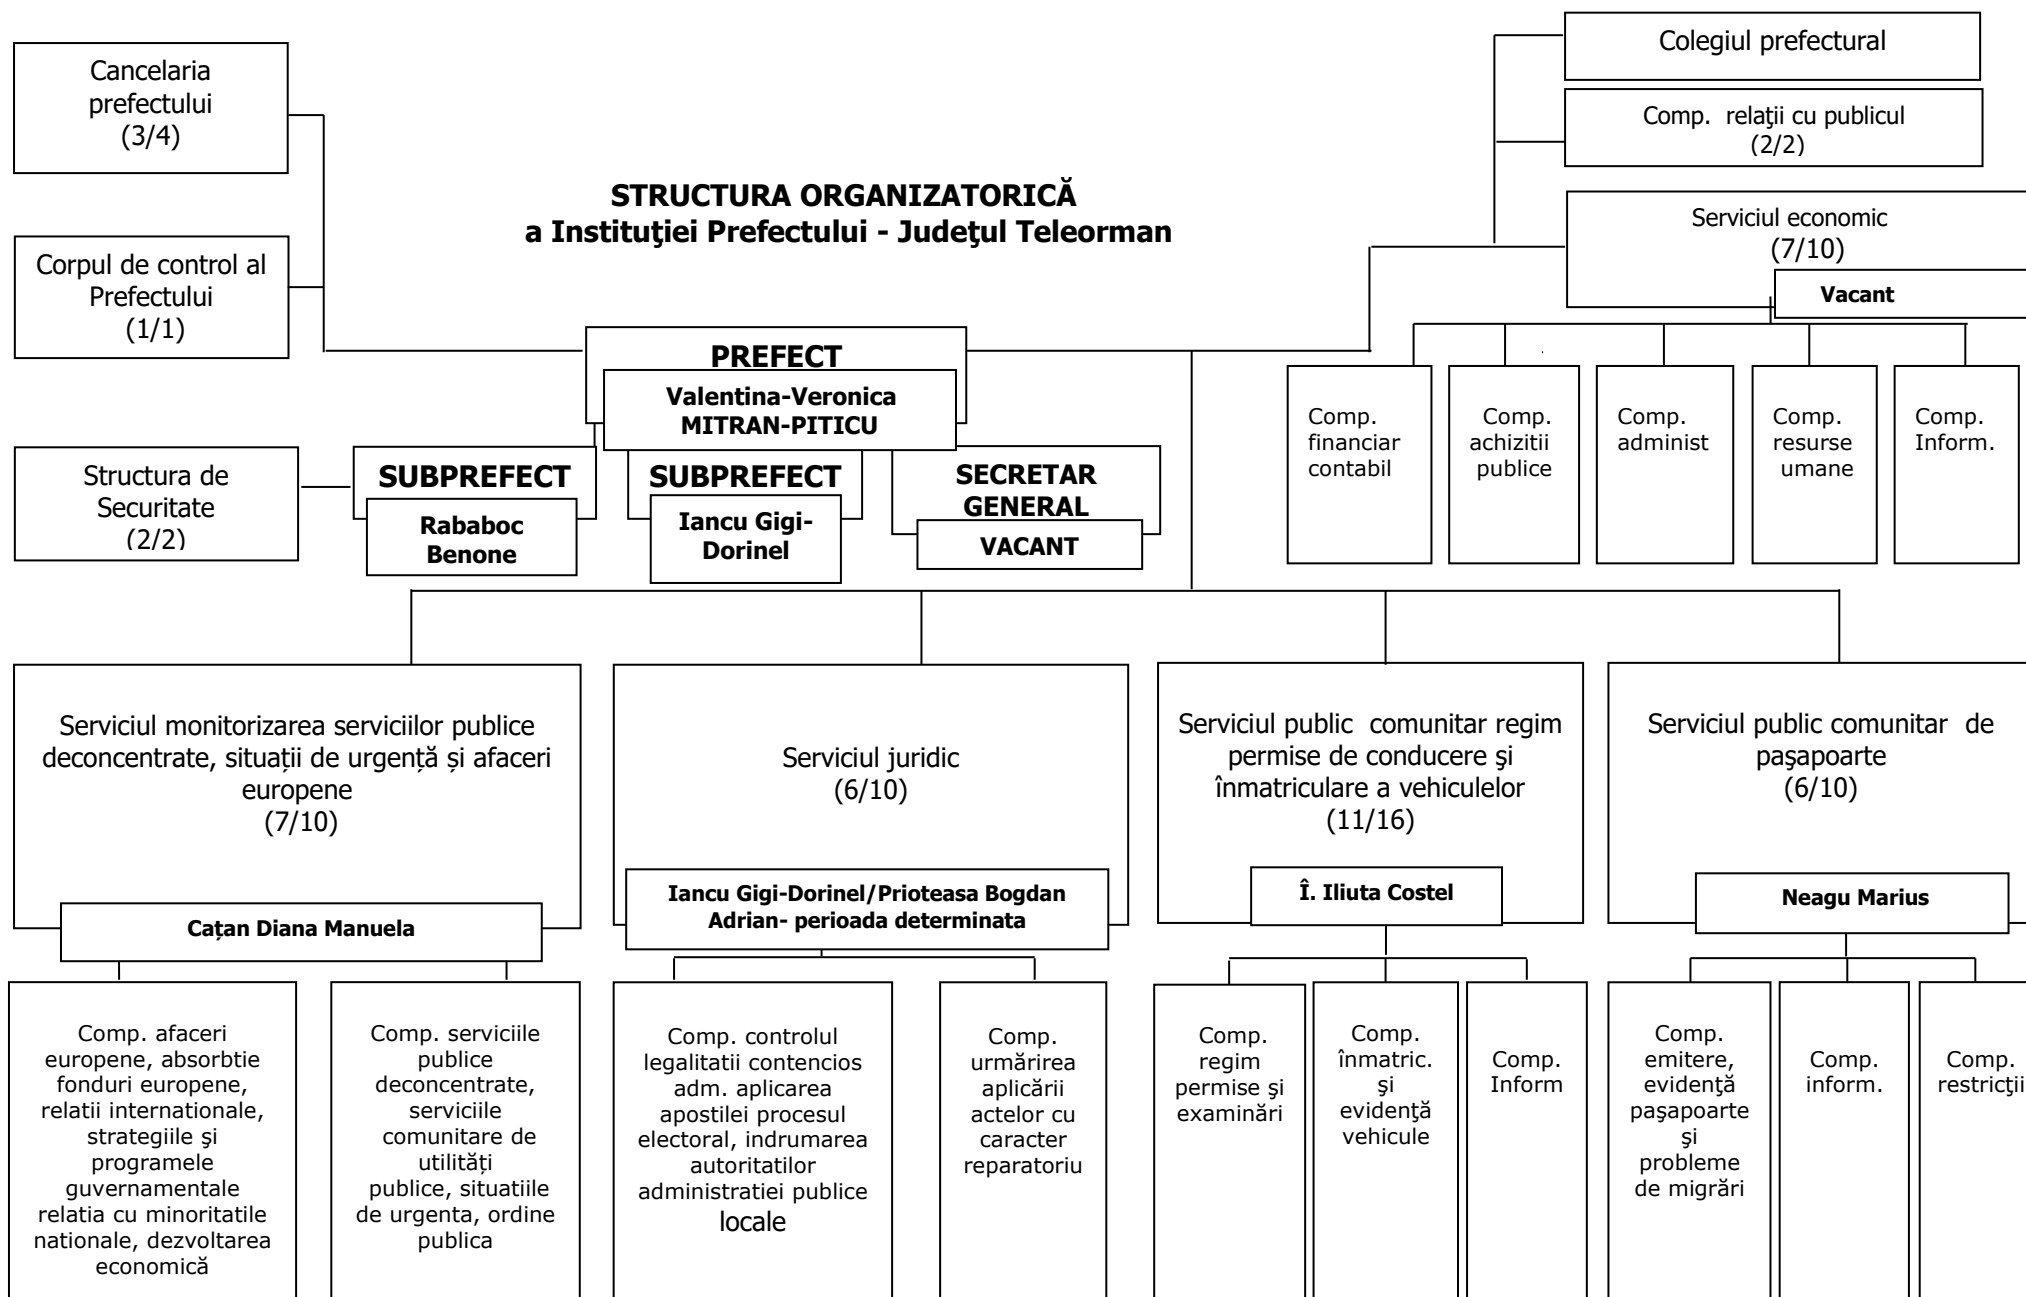 Cancelaria
prefectului
(3/4)
Colegiul prefectural
Comp.  relaţii cu publicul
(2/2)
STRUCTURA ORGANIZATORICĂ
a Instituţiei Prefectului - Judeţul Teleorman
Serviciul economic
(7/10)
Vacant
Corpul de control al
Prefectului
(1/1)
PREFECT
Valentina-Veronica
MITRAN-PITICU
Comp.
financiar
contabil
Comp.
achizitii
publice
Comp.
administ
Comp.
resurse
umane
Comp.
Inform.
Structura de
Securitate
(2/2)
SUBPREFECT
Rababoc
Benone
SUBPREFECT
Iancu Gigi-
Dorinel
SECRETAR
GENERAL
VACANT
Serviciul monitorizarea serviciilor publice
deconcentrate, situații de urgență și afaceri
europene
(7/10)
Cațan Diana Manuela
Serviciul juridic
(6/10)
Iancu Gigi-Dorinel/Prioteasa Bogdan
Adrian- perioada determinata
Serviciul public  comunitar regim
permise de conducere şi
înmatriculare a vehiculelor
(11/16)
Î. Iliuta Costel
Serviciul public comunitar  de
paşapoarte
(6/10)
Neagu Marius
Comp. afaceri
europene, absorbtie
fonduri europene,
relatii internationale,
strategiile şi
programele
guvernamentale
relatia cu minoritatile
nationale, dezvoltarea
economică
Comp. serviciile
publice
deconcentrate,
serviciile
comunitare de
utilități
publice, situatiile
de urgenta, ordine
publica
Comp. controlul
legalitatii contencios
adm. aplicarea
apostilei procesul
electoral, indrumarea
autoritatilor
administratiei publice
locale
Comp.
urmărirea
aplicării
actelor cu
caracter
reparatoriu
Comp.
regim
permise şi
examinări
Comp.
înmatric.
şi
evidenţă
vehicule
Comp.
Inform
Comp.
emitere,
evidenţă
paşapoarte
şi
probleme
de migrări
Comp.
inform.
Comp.
restricţii